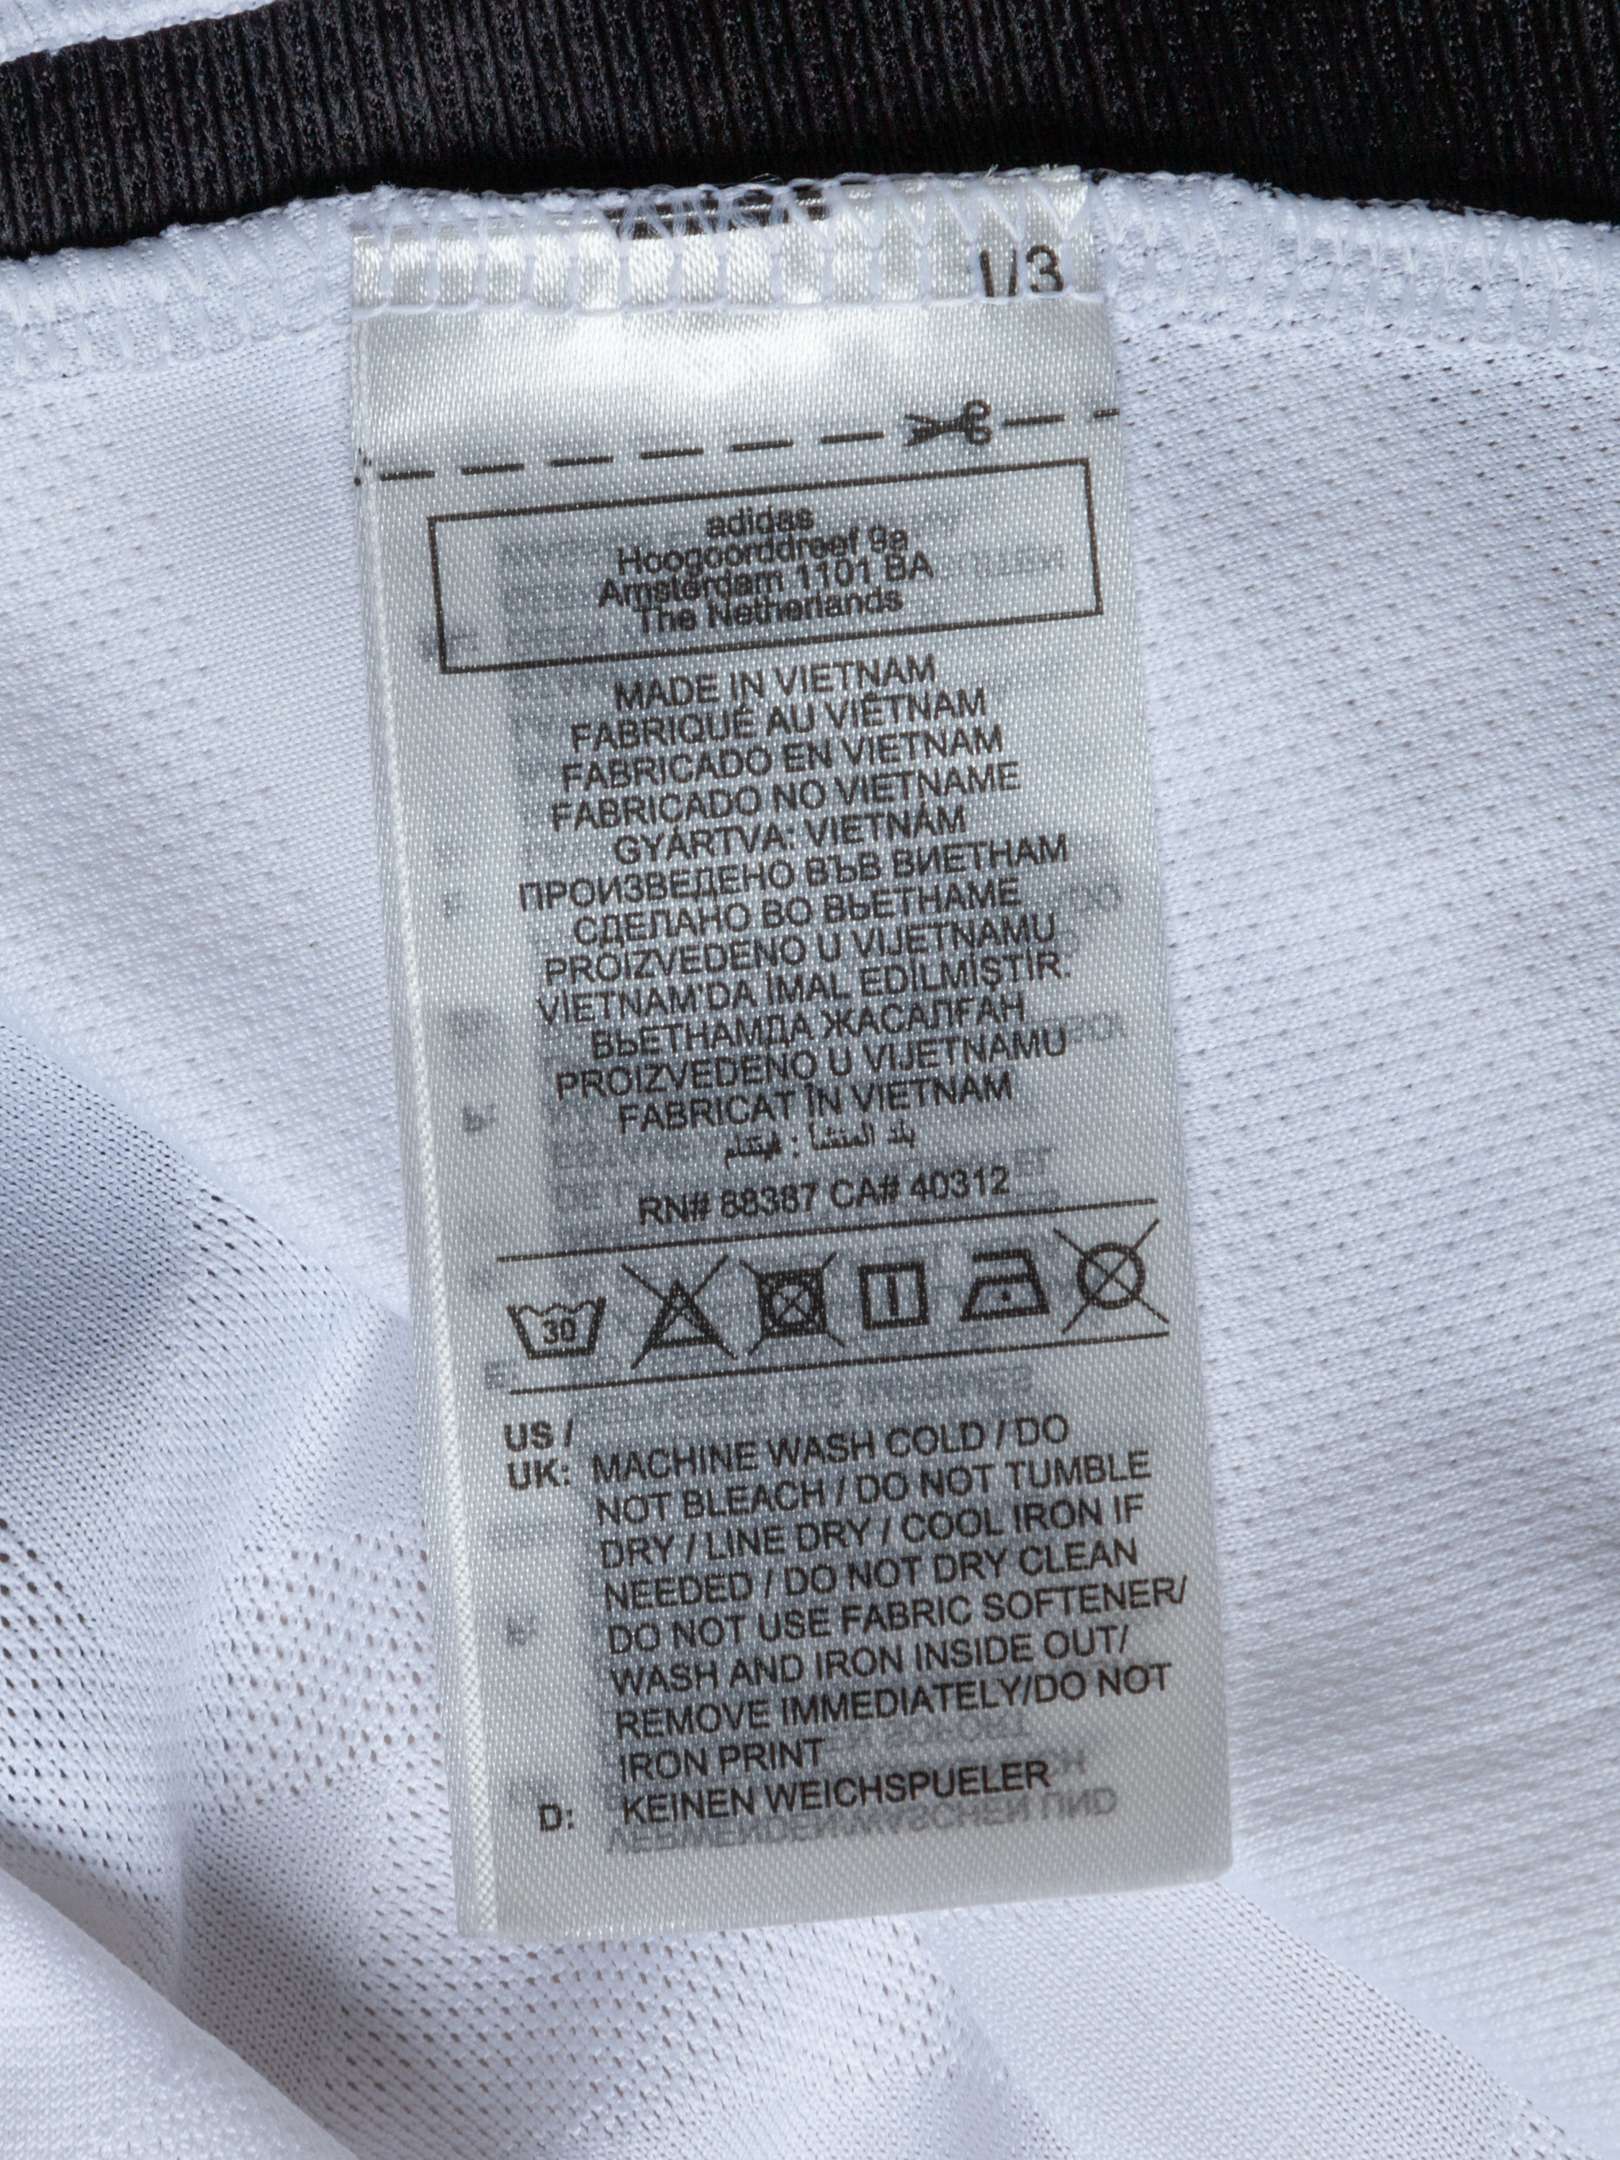 1/3
adidas
Hoogoorddreef 9a
Amsterdam 1101 BA
The Netherlands
MADE IN VIETNAM
FABRIQUÉ AU VIÊTNAM
FABRICADO EN VIETNAM
FABRICADO NO VIETNAME
GYÁRTVA: VIETNÁM
ПРОИЗВЕДЕНО ВЪВ ВИЕТНАМ
СДЕЛАНО ВО ВЬЕТНАМЕ
PROIZVEDENO U VIJETNAMU
VİETNAM'DA İMAL EDİLMİŞTİR.
ВЬЕТНАМДА ЖАСАЛҒАН
PROIZVEDENO U VIJETNAMU
FABRICAT ÎN VIETNAM
بلد المنشأ : فيتنام
RN# 88387 CA# 40312
30
US /
UK: MACHINE WASH COLD / DO
NOT BLEACH / DO NOT TUMBLE
DRY / LINE DRY / COOL IRON IF
NEEDED / DO NOT DRY CLEAN
DO NOT USE FABRIC SOFTENER/
WASH AND IRON INSIDE OUT/
REMOVE IMMEDIATELY/DO NOT
IRON PRINT
D: KEINEN WEICHSPUELER